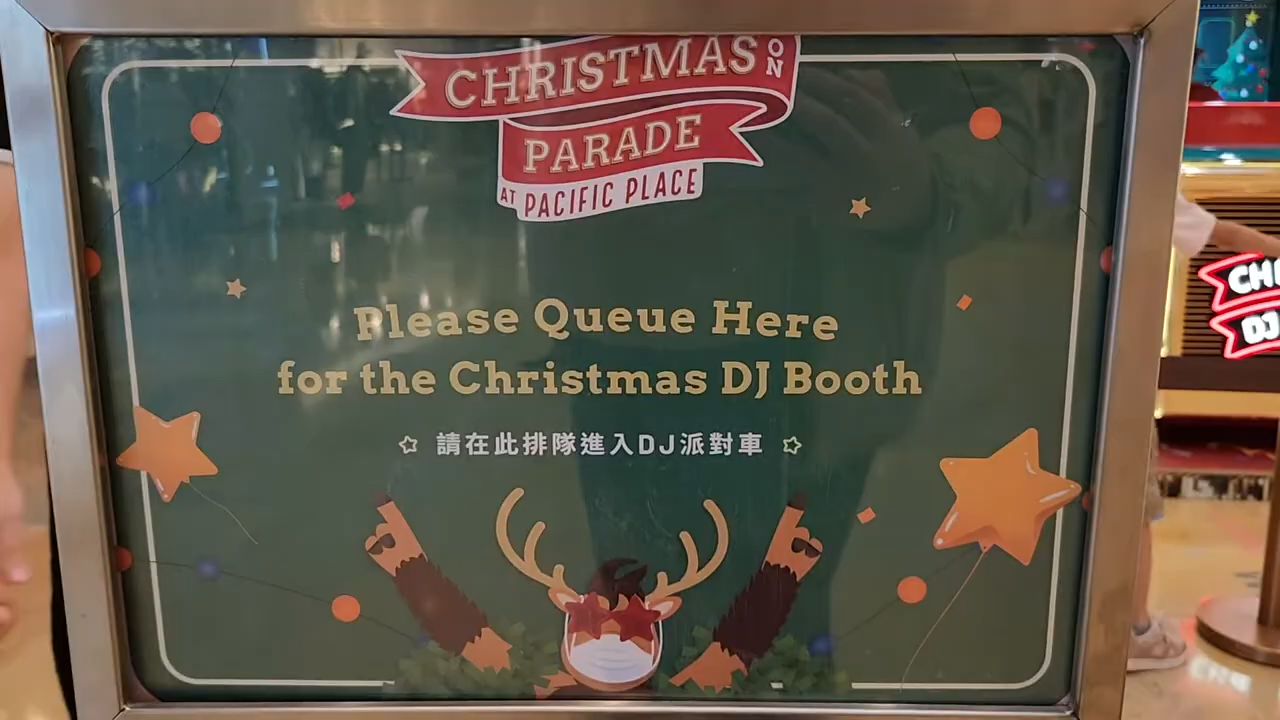 CHRISTMAS ON
PARADE
AT PACIFIC PLACE
Please Queue Here
for the Christmas DJ Booth
請在此排隊進入DJ派對車
DJ